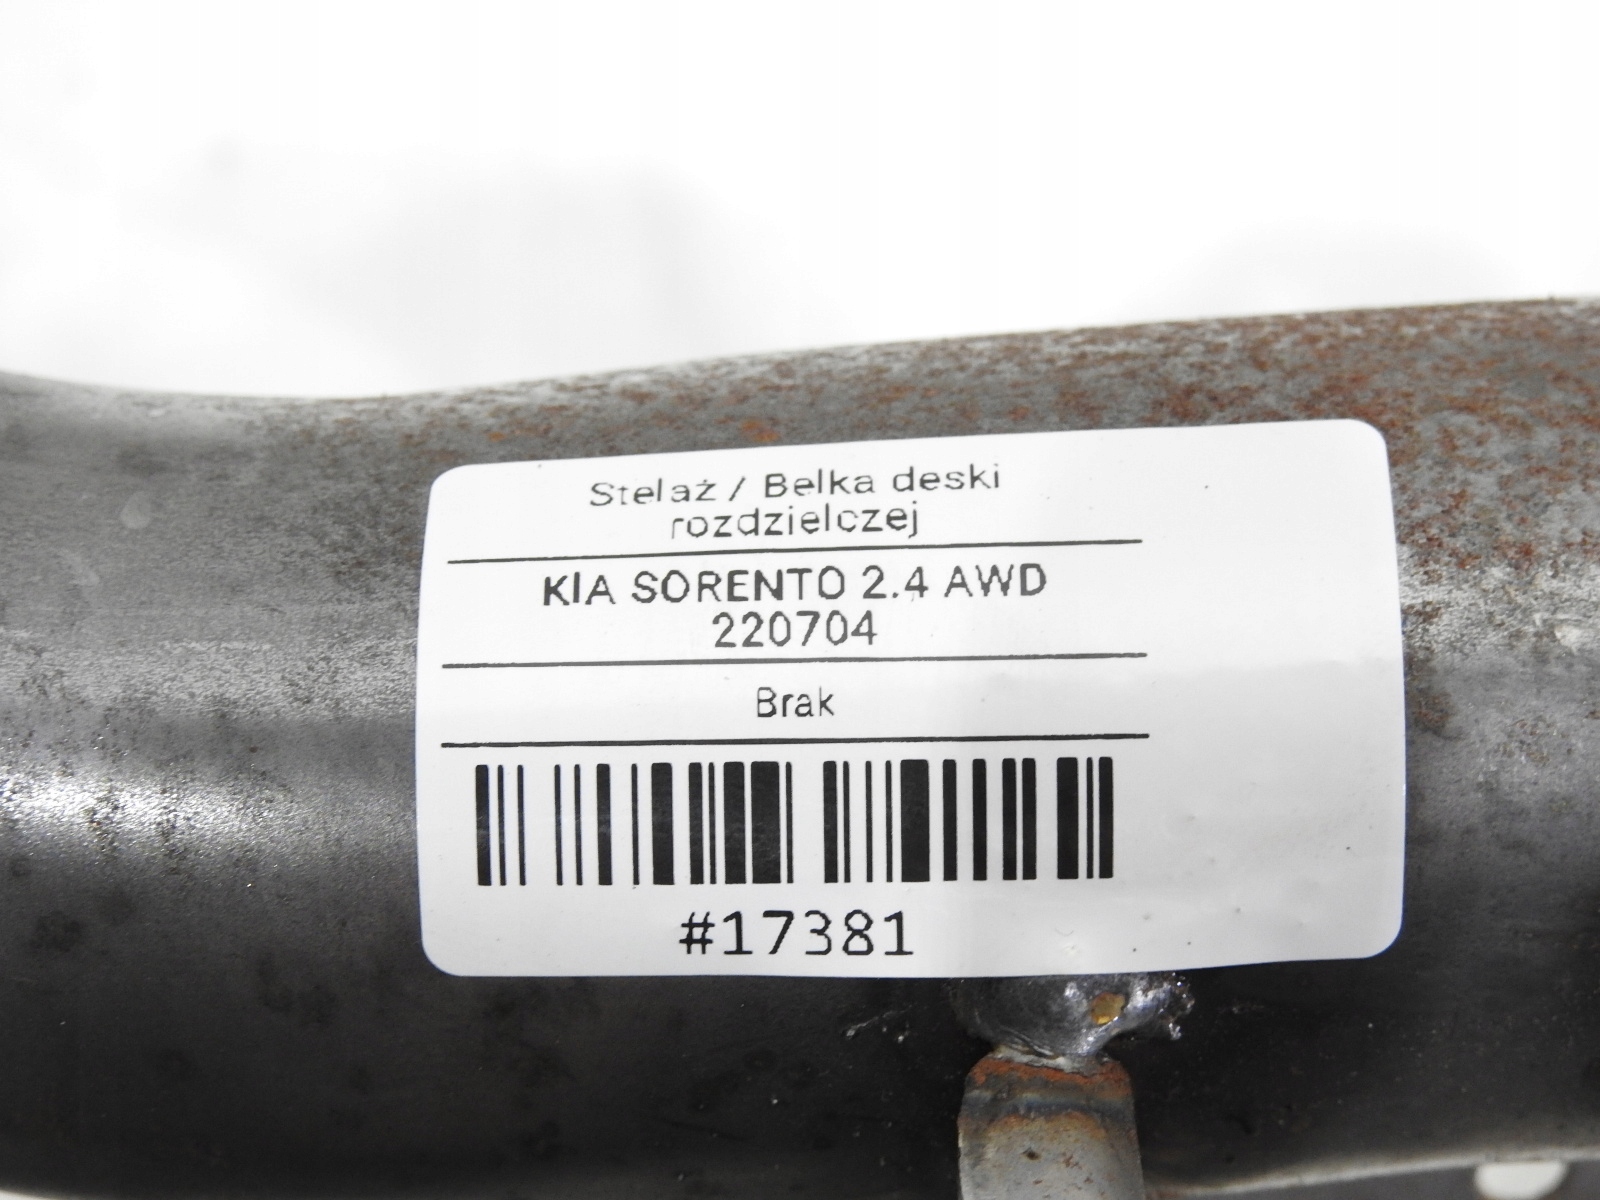 Stelaż / Belka deski
rozdzielczej
KIA SORENTO 2.4 AWD
220704
Brak
#17381